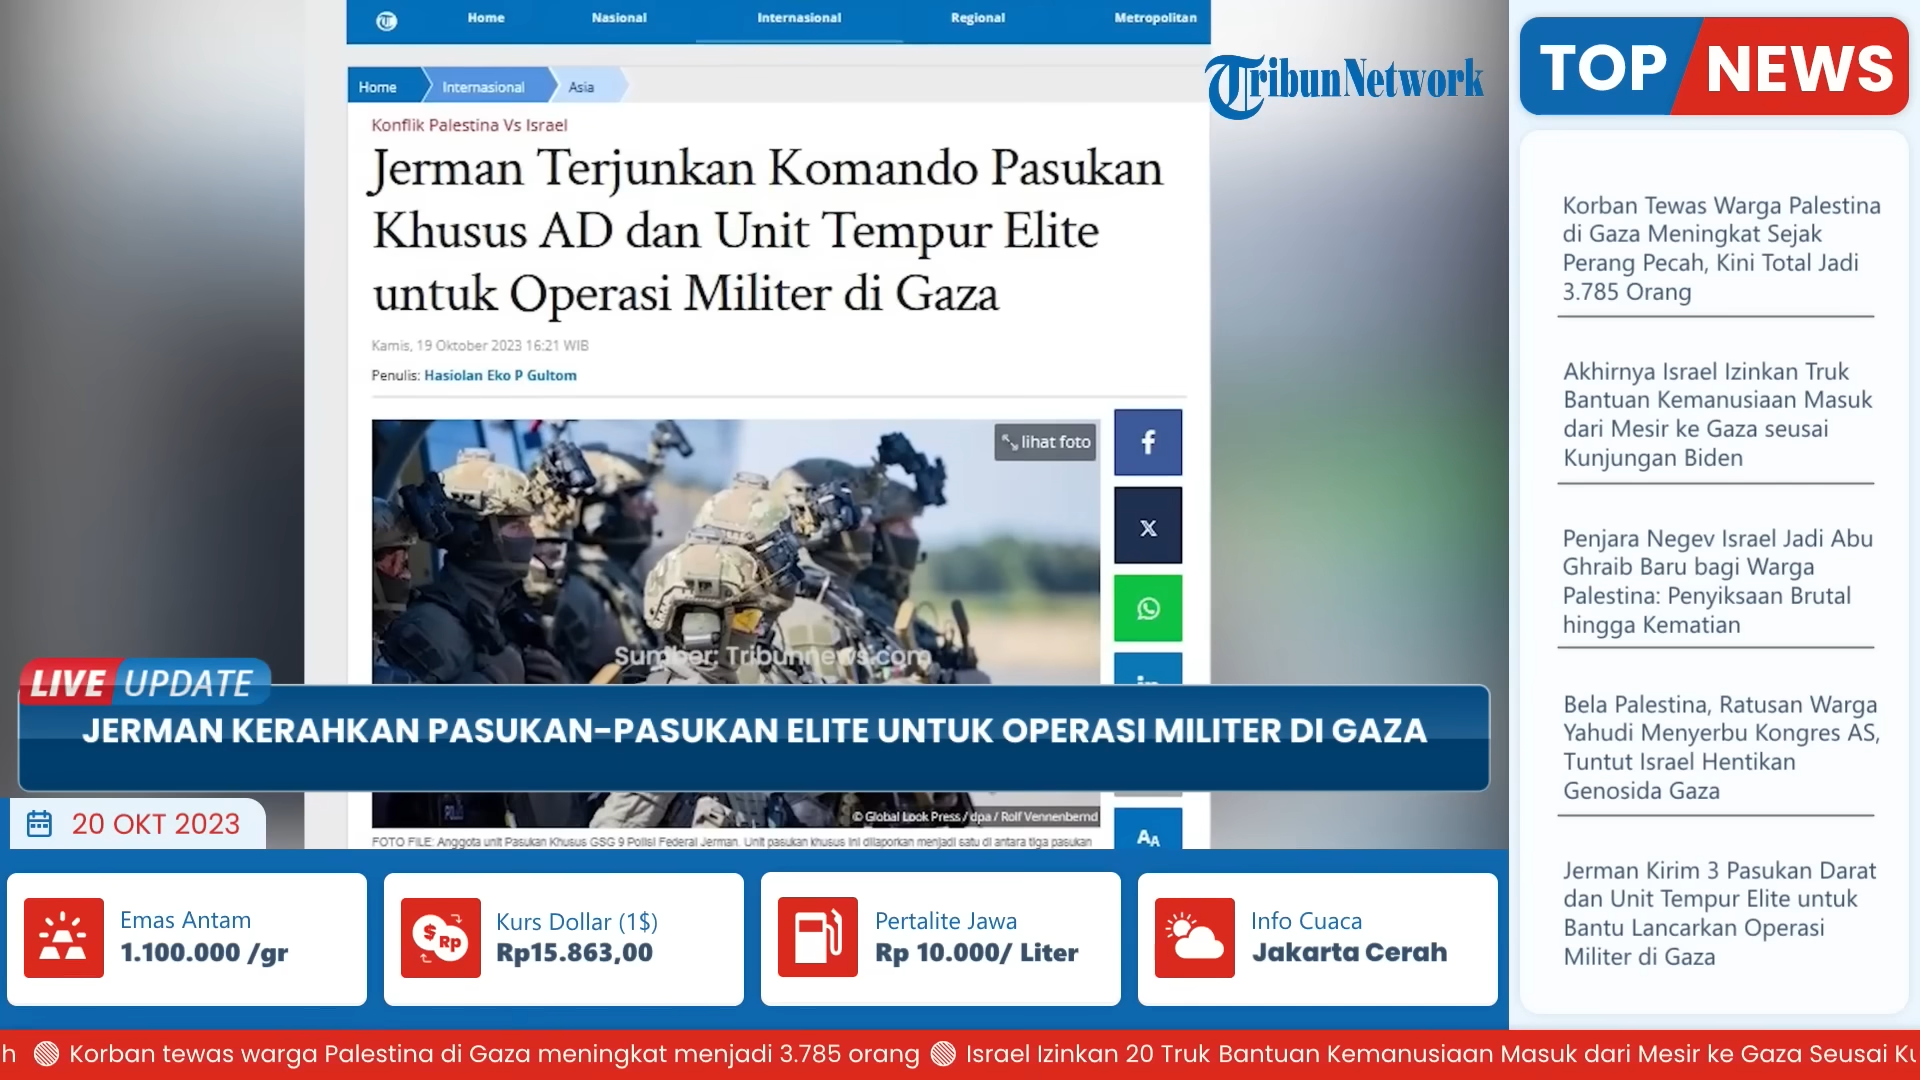 Home Nasional Internasional Regional Metropolitan
TribunNetwork
Home Internasional Asia
Konflik Palestina Vs Israel
Jerman Terjunkan Komando Pasukan
Khusus AD dan Unit Tempur Elite
untuk Operasi Militer di Gaza
Kamis, 19 Oktober 2023 16:21 WIB
Penulis: Hasiolan Eko P Gultom
lihat foto
Sumber: Tribunnews.com
LIVE UPDATE
JERMAN KERAHKAN PASUKAN-PASUKAN ELITE UNTUK OPERASI MILITER DI GAZA
© Global Look Press / dpa / Rolf Vennenbernd
FOTO FILE: Anggota unit Pasukan Khusus GSG 9 Polisi Federal Jerman. Unit pasukan khusus ini dilaporkan menjadi satu di antara tiga pasukan
AA
20 OKT 2023
Emas Antam
1.100.000 /gr
Kurs Dollar (1$)
Rp15.863,00
Pertalite Jawa
Rp 10.000/ Liter
Info Cuaca
Jakarta Cerah
TOP NEWS
Korban Tewas Warga Palestina
di Gaza Meningkat Sejak
Perang Pecah, Kini Total Jadi
3.785 Orang
Akhirnya Israel Izinkan Truk
Bantuan Kemanusiaan Masuk
dari Mesir ke Gaza seusai
Kunjungan Biden
Penjara Negev Israel Jadi Abu
Ghraib Baru bagi Warga
Palestina: Penyiksaan Brutal
hingga Kematian
Bela Palestina, Ratusan Warga
Yahudi Menyerbu Kongres AS,
Tuntut Israel Hentikan
Genosida Gaza
Jerman Kirim 3 Pasukan Darat
dan Unit Tempur Elite untuk
Bantu Lancarkan Operasi
Militer di Gaza
h Korban tewas warga Palestina di Gaza meningkat menjadi 3.785 orang Israel Izinkan 20 Truk Bantuan Kemanusiaan Masuk dari Mesir ke Gaza Seusai Ku